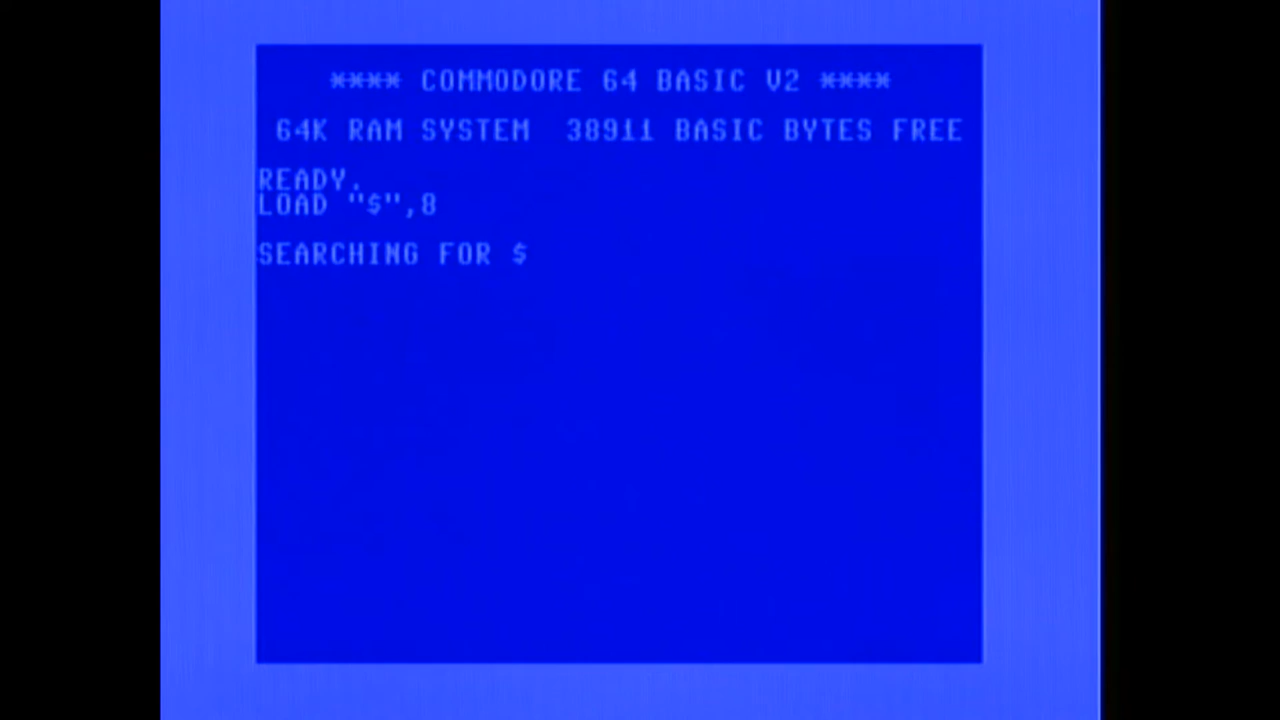 **** COMMODORE 64 BASIC V2 ****
64K RAM SYSTEM  38911 BASIC BYTES FREE
READY.
LOAD "$",8
SEARCHING FOR $